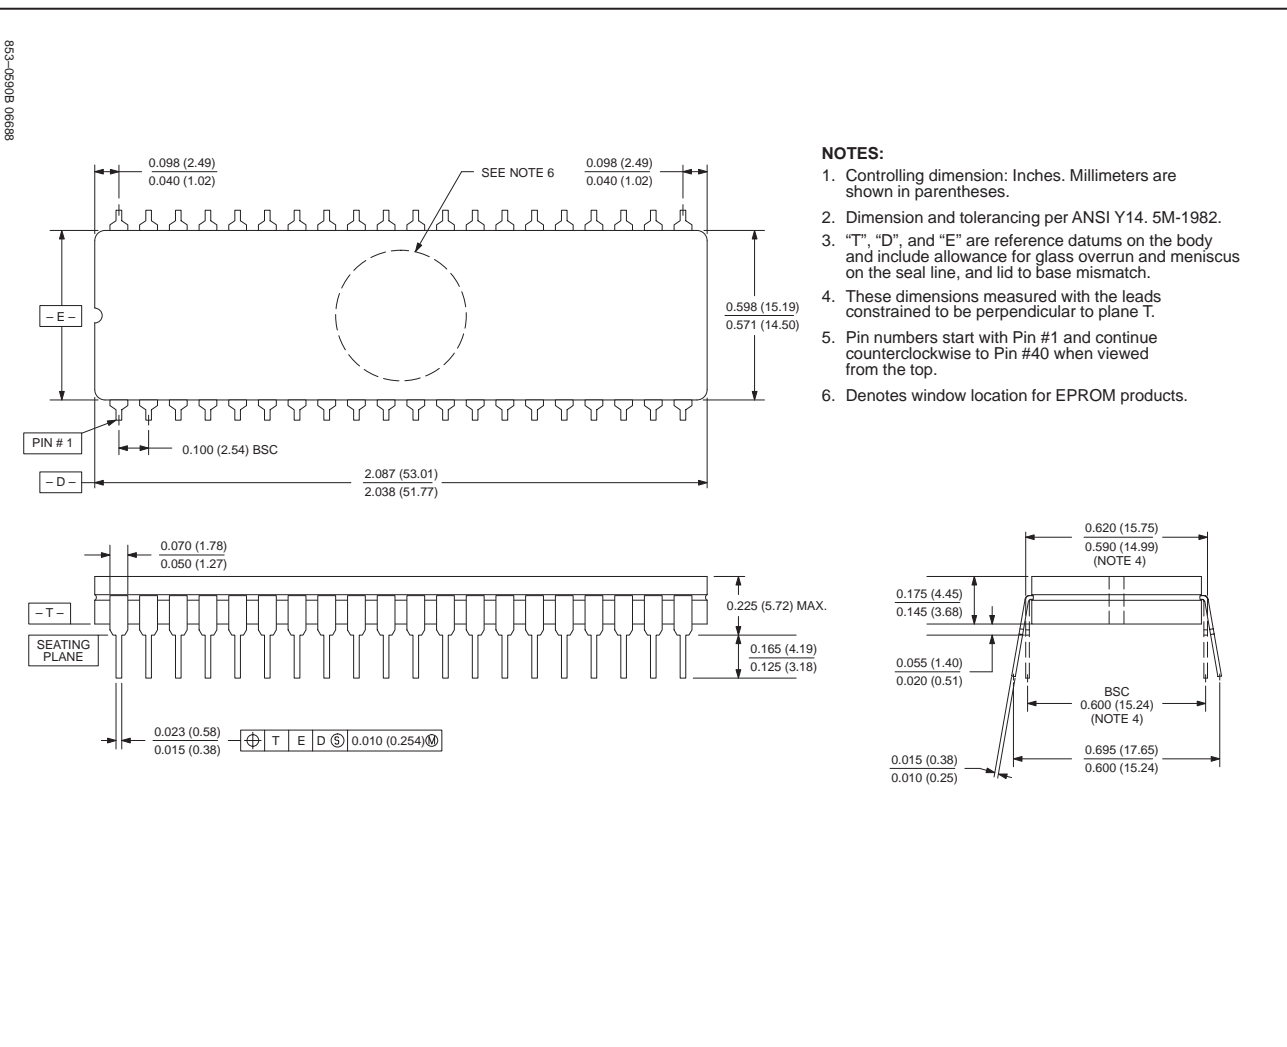 853–0590B 06688
0.098 (2.49)
0.040 (1.02)
SEE NOTE 6
0.098 (2.49)
0.040 (1.02)
– E –
0.598 (15.19)
0.571 (14.50)
PIN # 1
0.100 (2.54) BSC
– D –
2.087 (53.01)
2.038 (51.77)
NOTES:
1. Controlling dimension: Inches. Millimeters are
shown in parentheses.
2. Dimension and tolerancing per ANSI Y14. 5M-1982.
3. “T”, “D”, and “E” are reference datums on the body
and include allowance for glass overrun and meniscus
on the seal line, and lid to base mismatch.
4. These dimensions measured with the leads
constrained to be perpendicular to plane T.
5. Pin numbers start with Pin #1 and continue
counterclockwise to Pin #40 when viewed
from the top.
6. Denotes window location for EPROM products.
0.070 (1.78)
0.050 (1.27)
– T –
SEATING
PLANE
0.225 (5.72) MAX.
0.165 (4.19)
0.125 (3.18)
0.023 (0.58)
0.015 (0.38)
T E D Ⓢ 0.010 (0.254)Ⓜ
0.620 (15.75)
0.590 (14.99)
(NOTE 4)
0.175 (4.45)
0.145 (3.68)
0.055 (1.40)
0.020 (0.51)
BSC
0.600 (15.24)
(NOTE 4)
0.015 (0.38)
0.010 (0.25)
0.695 (17.65)
0.600 (15.24)